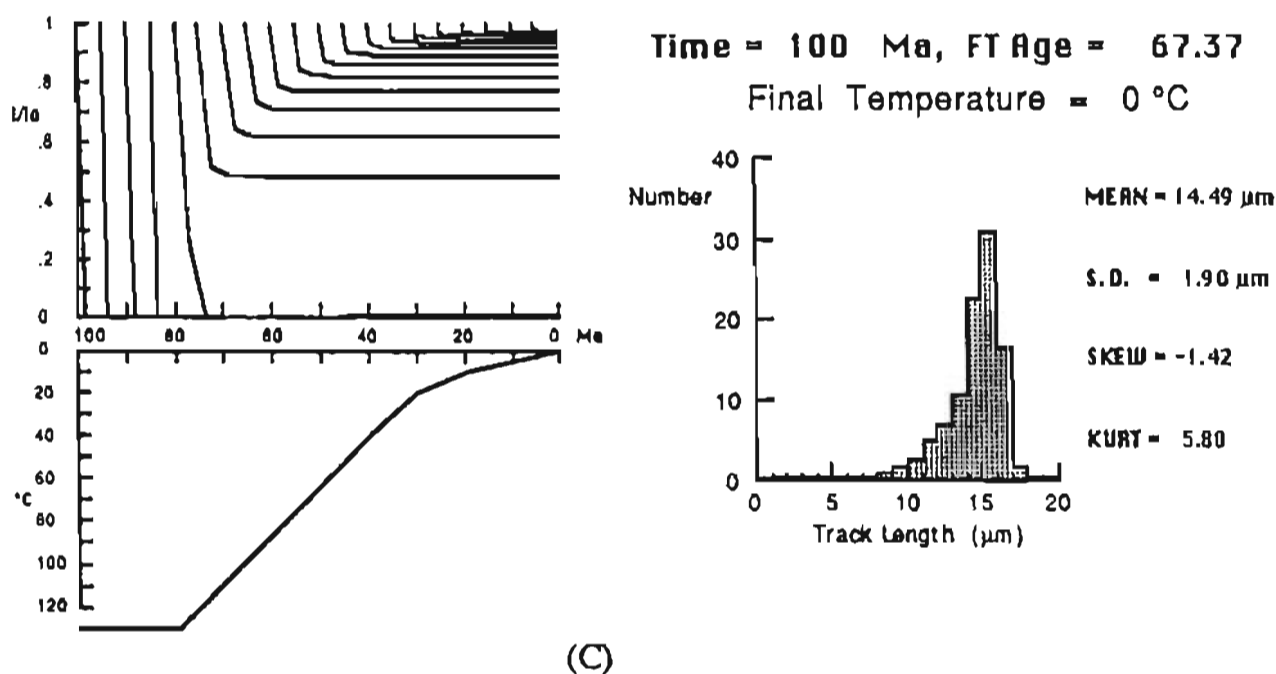 1
.8
l/lo
.6
.4
.2
0
100 80 60 40 20 0 Ma
0
20
40
60
°C
80
100
120
Time = 100 Ma, FT Age = 67.37
Final Temperature = 0 °C
40
Number
30
20
10
0
0 5 10 15 20
Track Length (µm)
MEAN = 14.49 µm
S.D. = 1.90 µm
SKEW = -1.42
KURT = 5.80
(C)